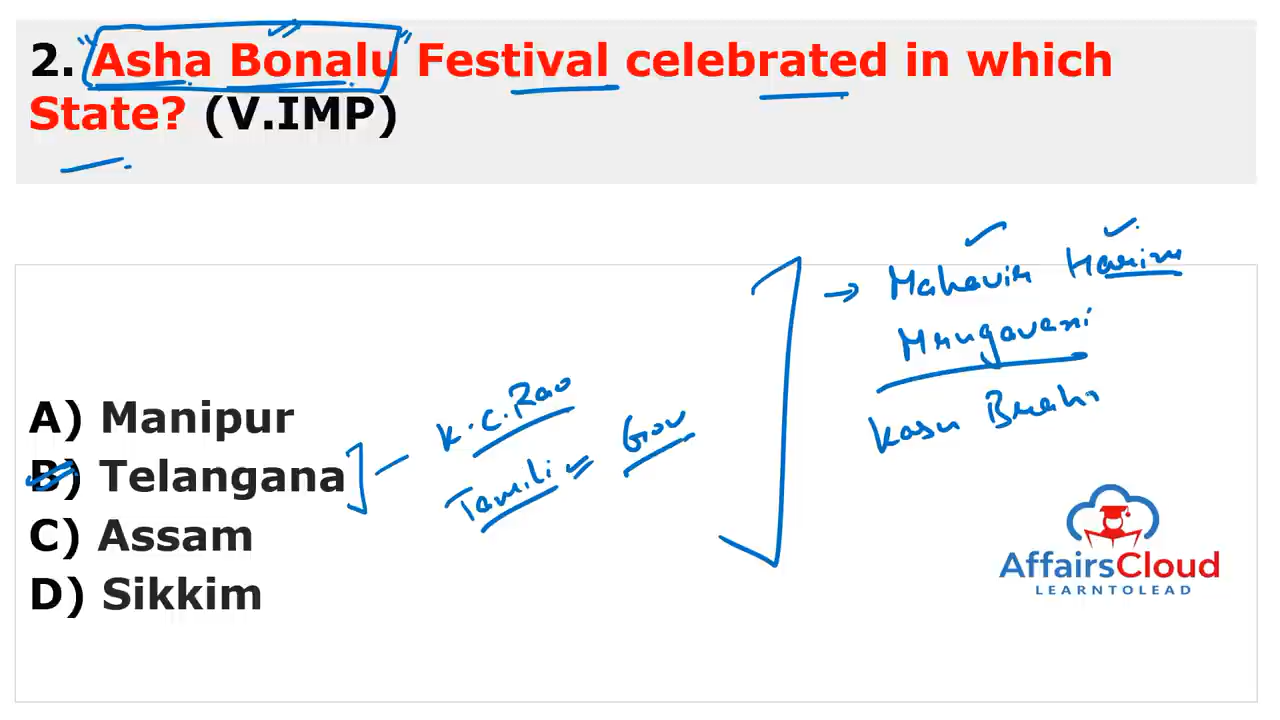 2. Asha Bonalu Festival celebrated in which
State? (V.IMP)
A) Manipur
B) Telangana
C) Assam
D) Sikkim
K.C.Rao
Tamili = Gov
→ Mahavir Harina
Mrugavani
Kasu Brahn
AffairsCloud
LEARNTOLEAD